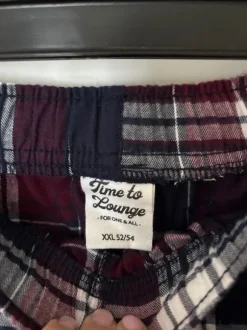 Time to
Lounge
- FOR ONE & ALL -
XXL 52/54